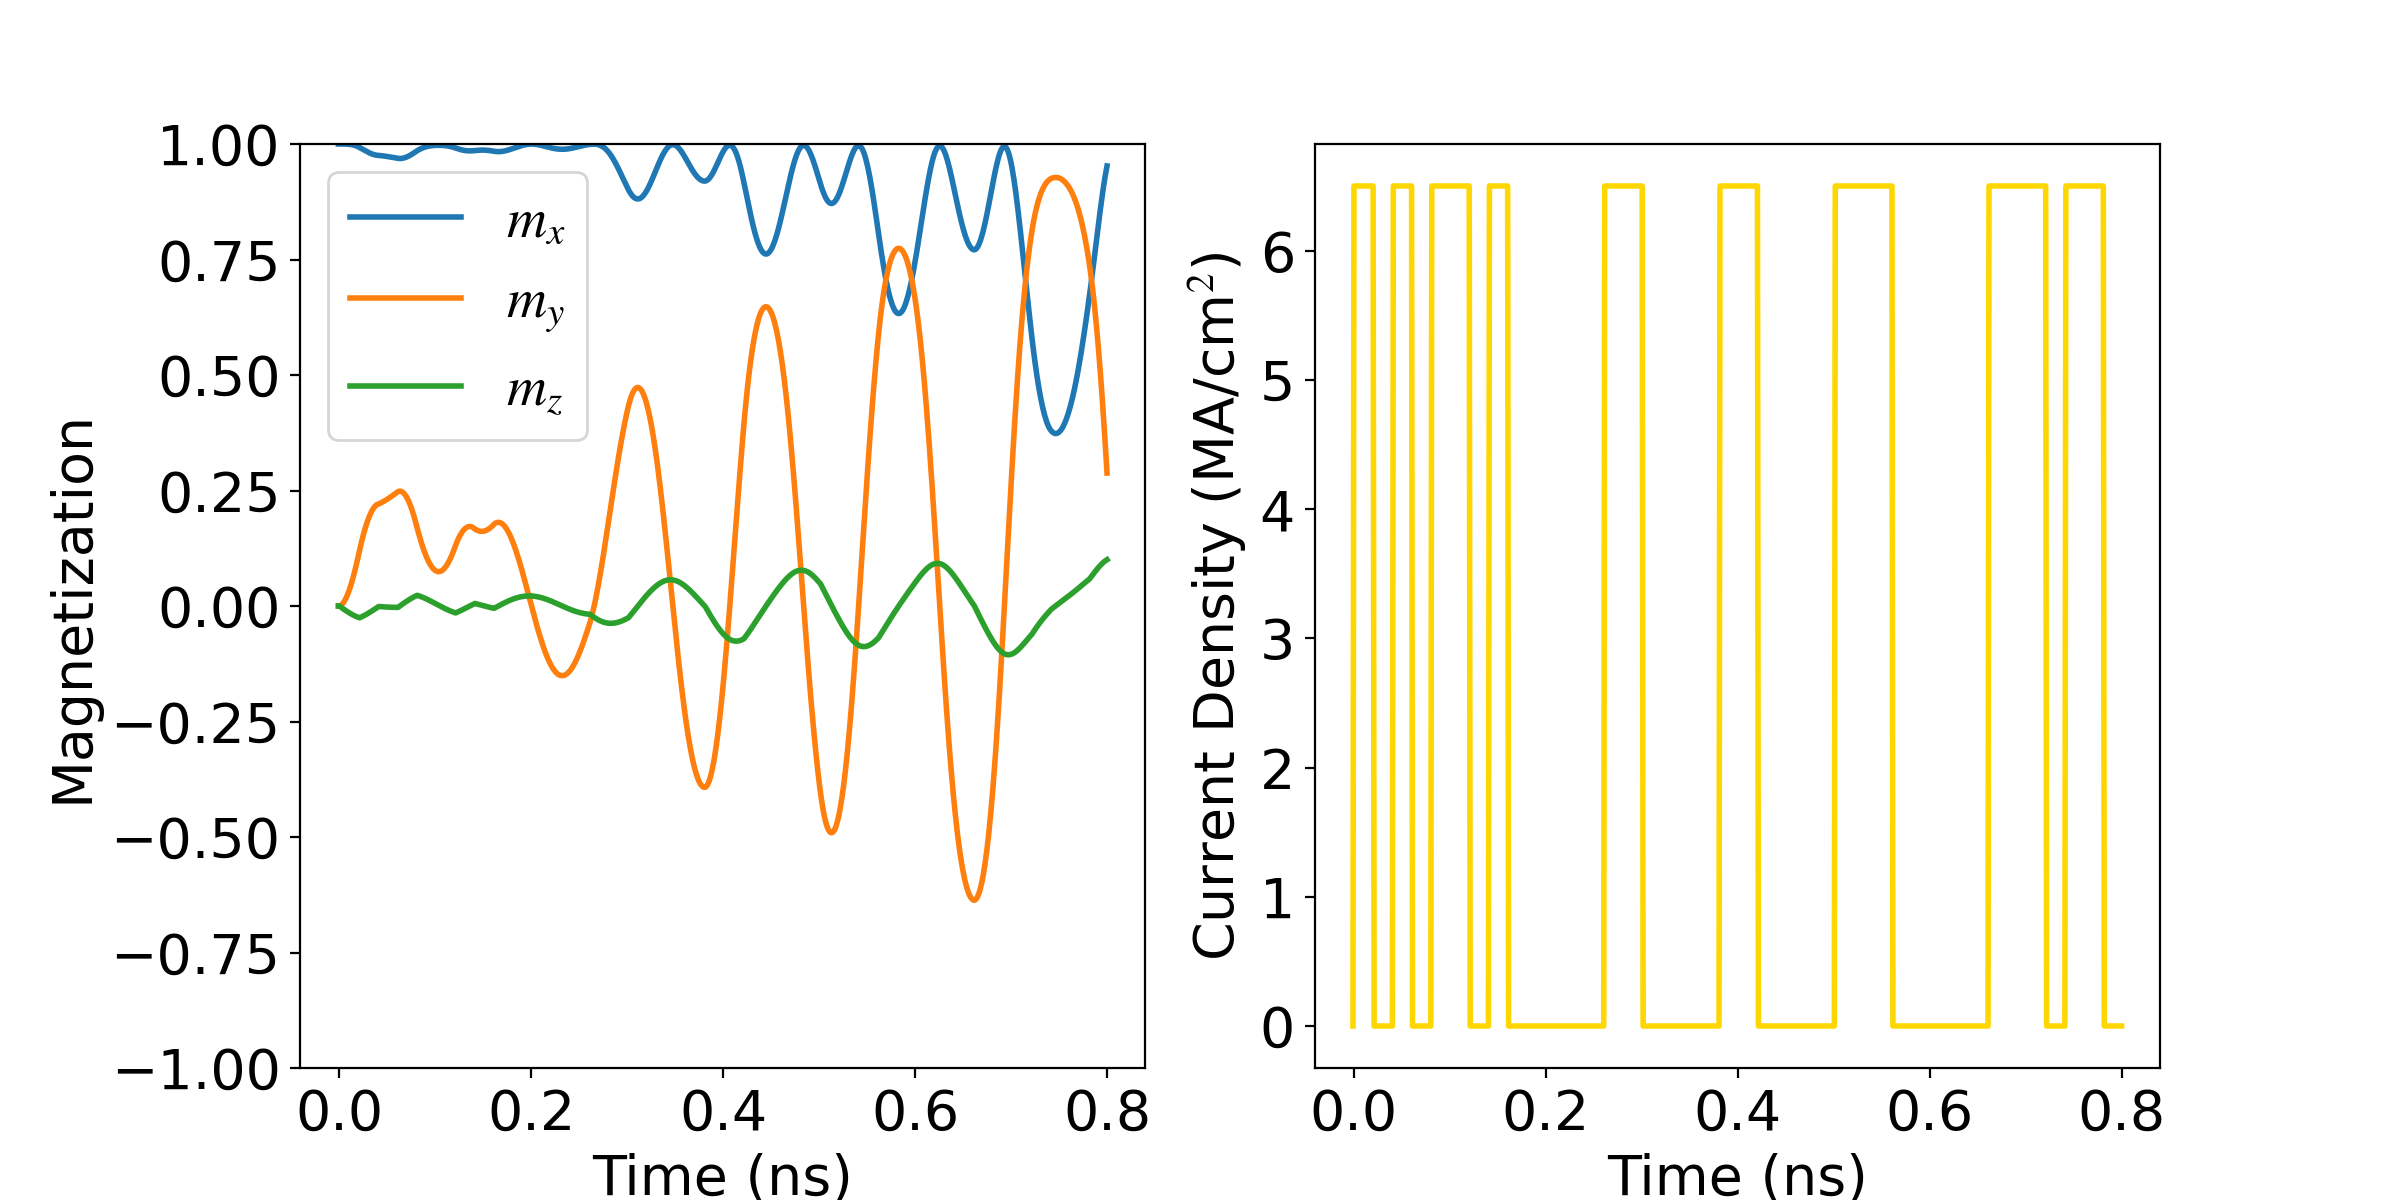 1.00
0.75
0.50
0.25
0.00
−0.25
−0.50
−0.75
−1.00
Magnetization
m_x
m_y
m_z
0.0 0.2 0.4 0.6 0.8
Time (ns)
6
5
4
3
2
1
0
Current Density (MA/cm²)
0.0 0.2 0.4 0.6 0.8
Time (ns)